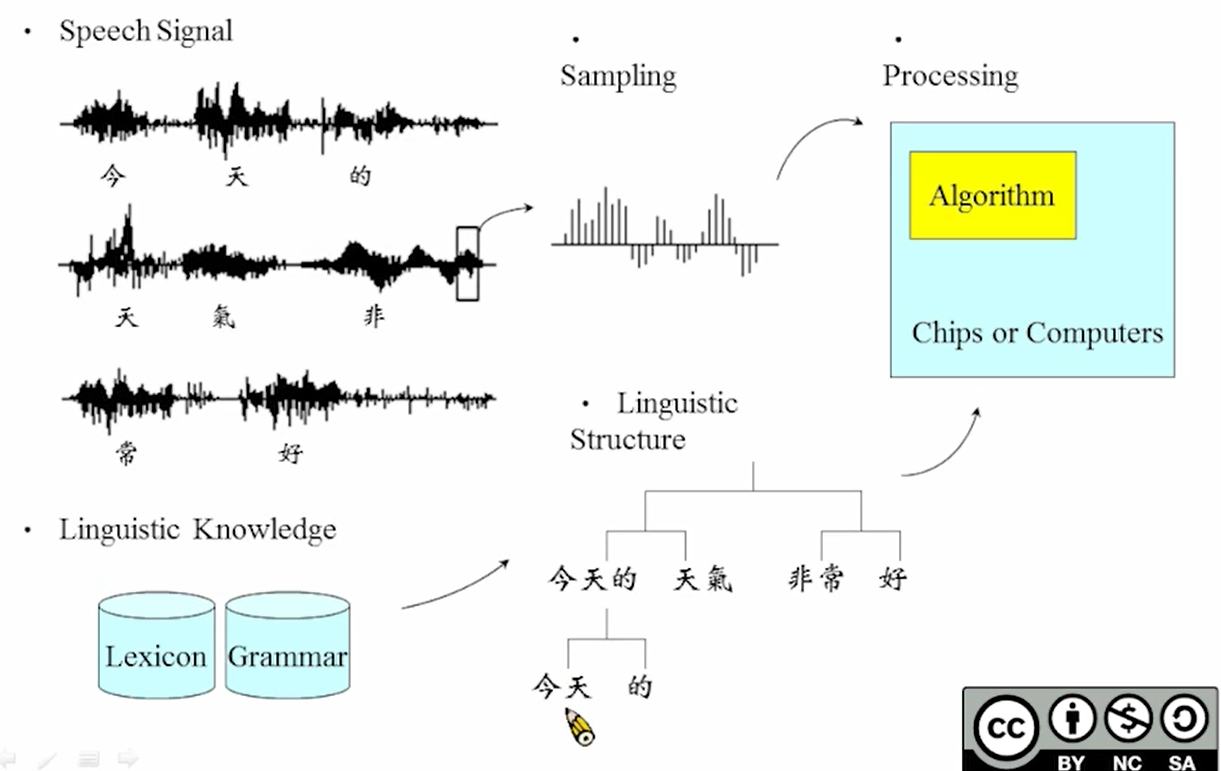 • Speech Signal
今 天 的
天 氣 非
常 好
• Linguistic Knowledge
Lexicon
Grammar
•
Sampling
• Linguistic
Structure
今天的 天氣 非常 好
今天 的
•
Processing
Algorithm
Chips or Computers
CC
BY NC SA